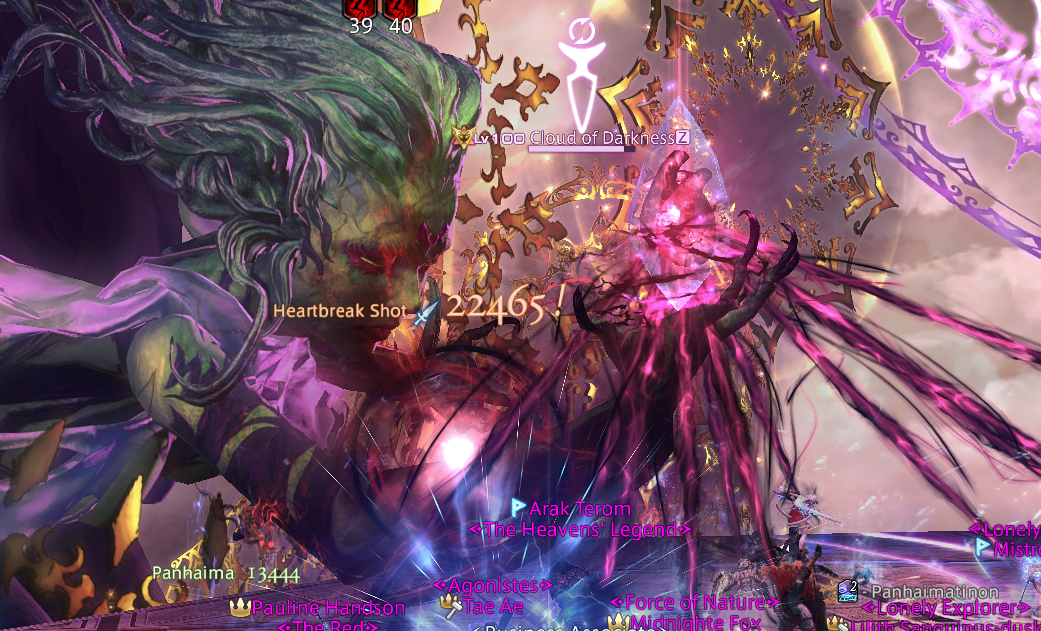 39 40
Lv100 Cloud of Darkness Z
Heartbreak Shot 22465!
Arak Terom
«The Heavens' Legend»
«Lonely
Panhaima 13444
«Agonistes»
2 Panhaimatinon
Pauline Handson
Tae Ae
«Force of Nature»
«Lonely Explorer»
«The Red»
Midnighte Fox